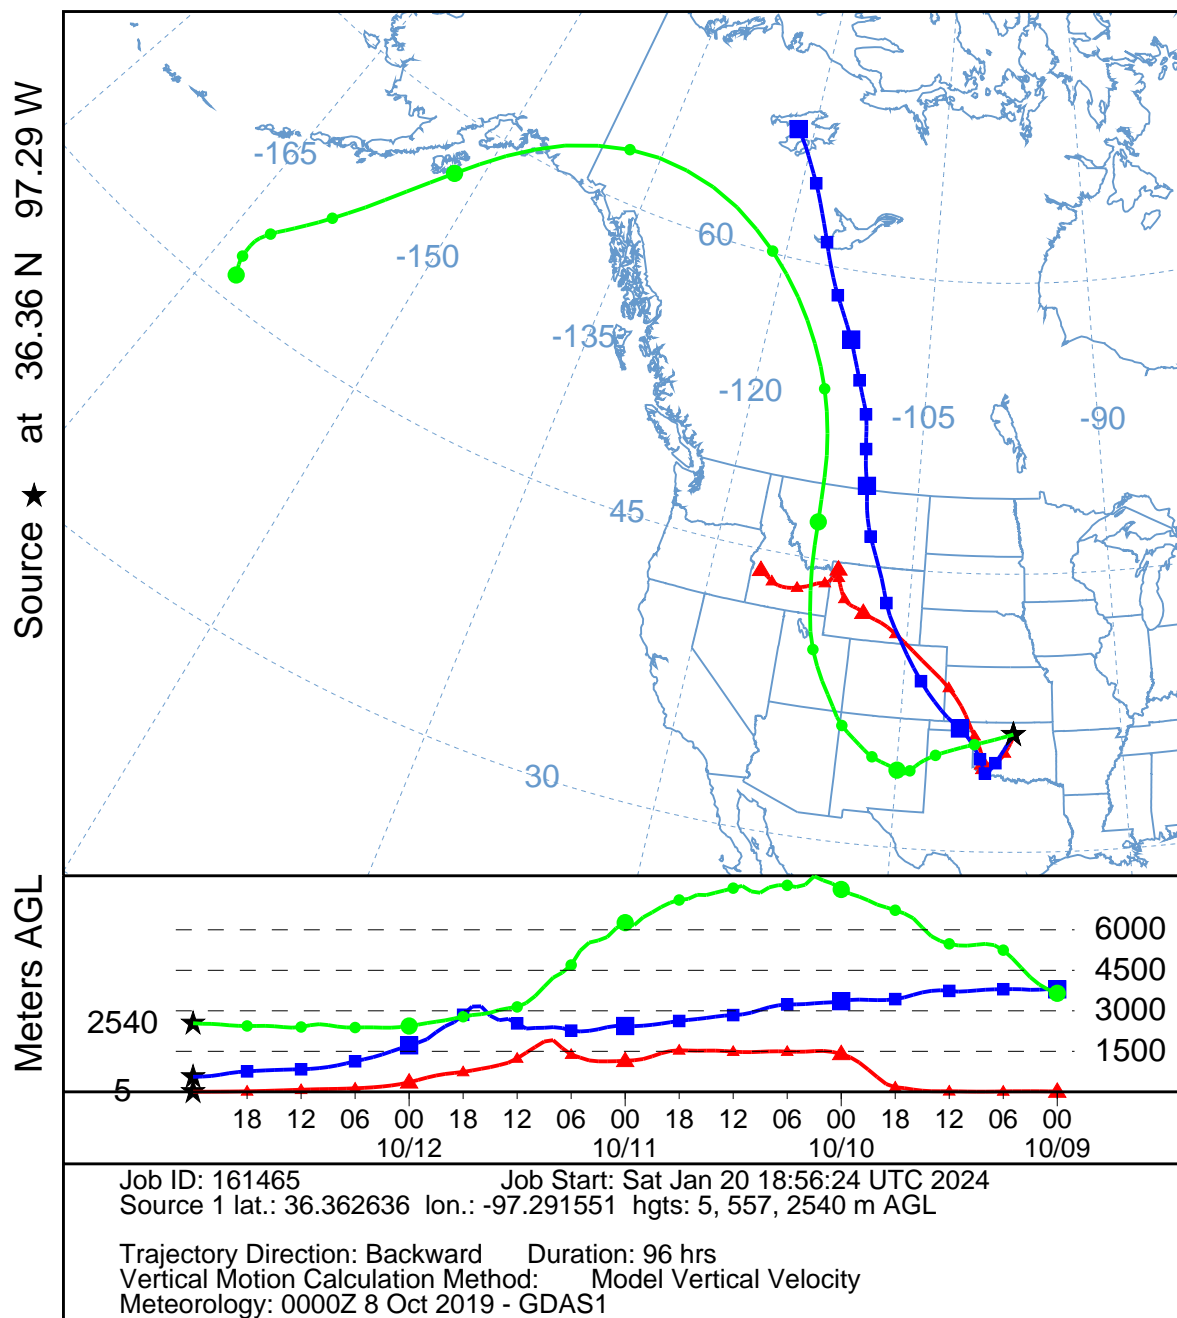 Source ★ at 36.36 N 97.29 W
-165
-150
60
-135
-120
-105
-90
45
30
Meters AGL
6000
4500
3000
2540
1500
5
18 12 06 00 18 12 06 00 18 12 06 00 18 12 06 00
10/12 10/11 10/10 10/09
Job ID: 161465 Job Start: Sat Jan 20 18:56:24 UTC 2024
Source 1 lat.: 36.362636 lon.: -97.291551 hgts: 5, 557, 2540 m AGL
Trajectory Direction: Backward Duration: 96 hrs
Vertical Motion Calculation Method: Model Vertical Velocity
Meteorology: 0000Z 8 Oct 2019 - GDAS1